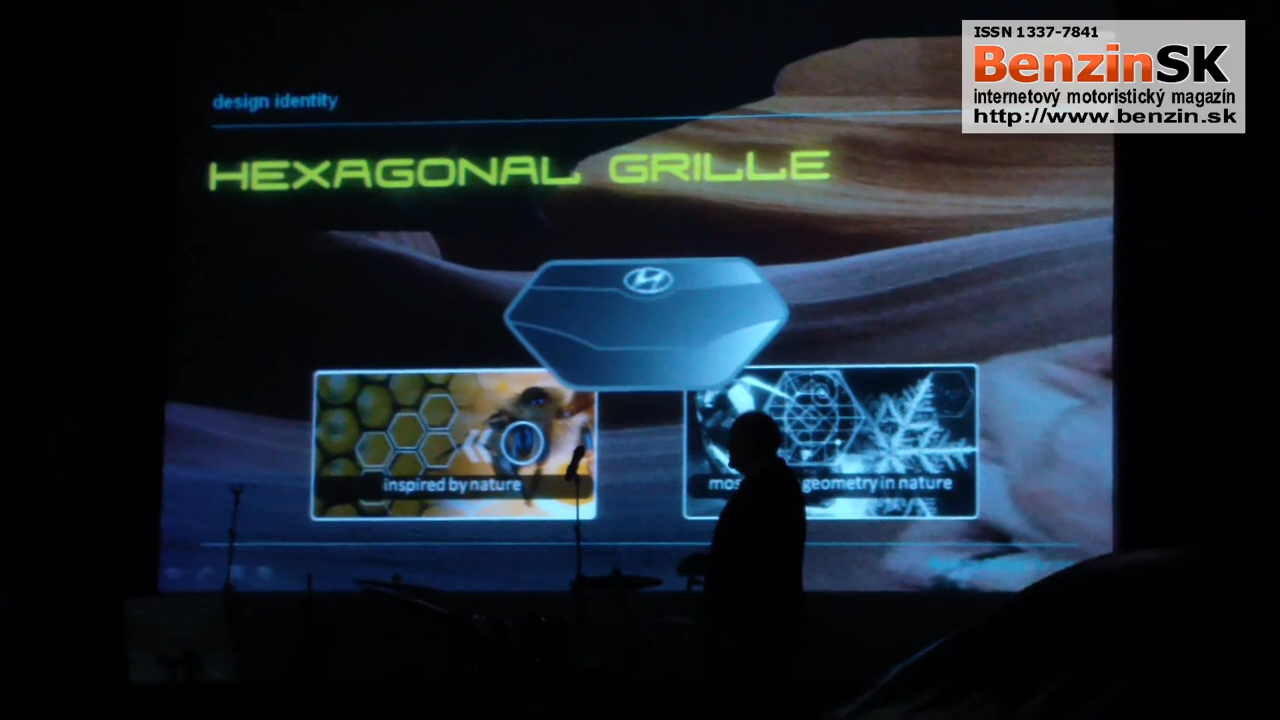 ISSN 1337-7841
BenzinSK
internetový motoristický magazín
http://www.benzin.sk
design identity
HEXAGONAL GRILLE
inspired by nature
geometry in nature